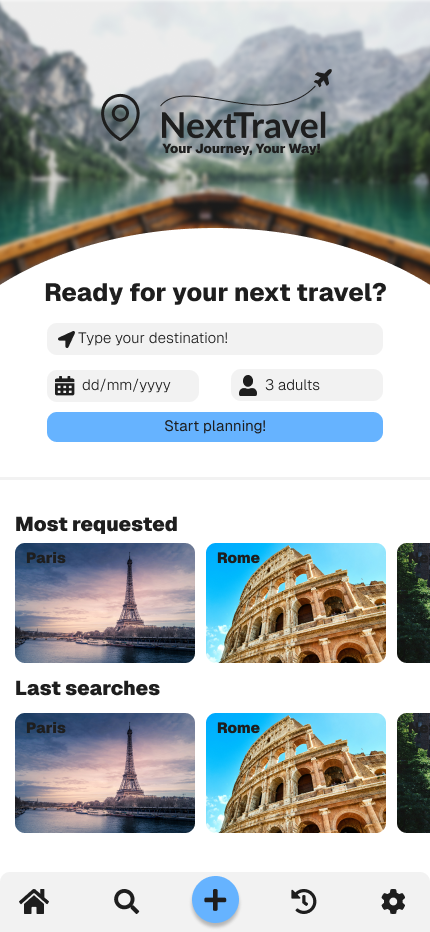 NextTravel
Your Journey, Your Way!
Ready for your next travel?
Type your destination!
dd/mm/yyyy
3 adults
Start planning!
Most requested
Paris
Rome
Last searches
Paris
Rome